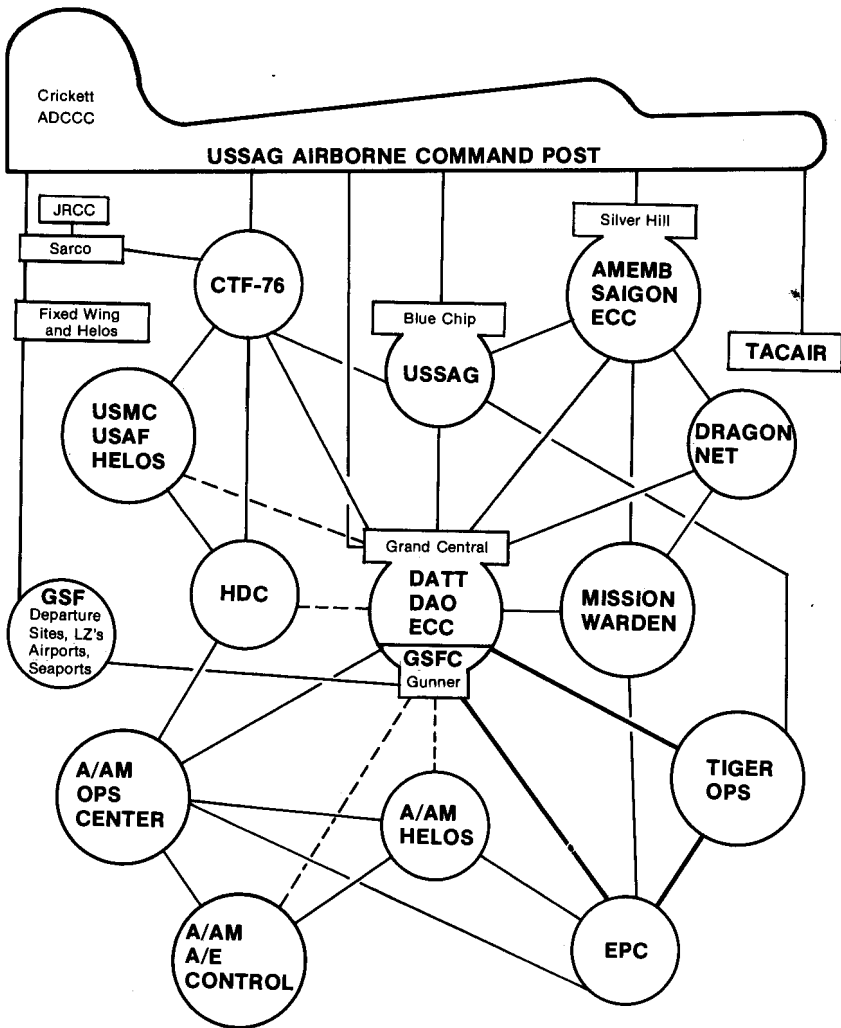 Crickett
ADCCC
USSAG AIRBORNE COMMAND POST
JRCC
Sarco
Silver Hill
CTF-76
AMEMB
SAIGON
ECC
Fixed Wing
and Helos
Blue Chip
USSAG
TACAIR
USMC
USAF
HELOS
DRAGON
NET
Grand Central
HDC
DATT
DAO
ECC
MISSION
WARDEN
GSF
Departure
Sites, LZ's
Airports,
Seaports
GSFC
Gunner
A/AM
OPS
CENTER
A/AM
HELOS
TIGER
OPS
A/AM
A/E
CONTROL
EPC